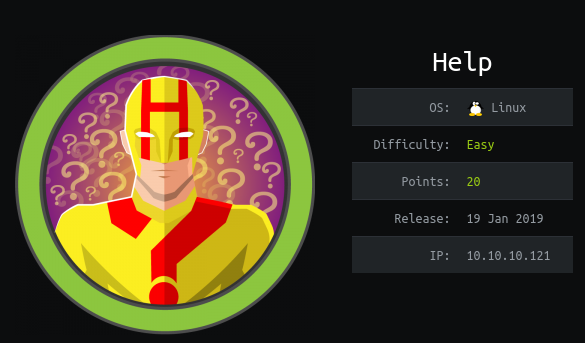 Help
OS: Linux
Difficulty: Easy
Points: 20
Release: 19 Jan 2019
IP: 10.10.10.121